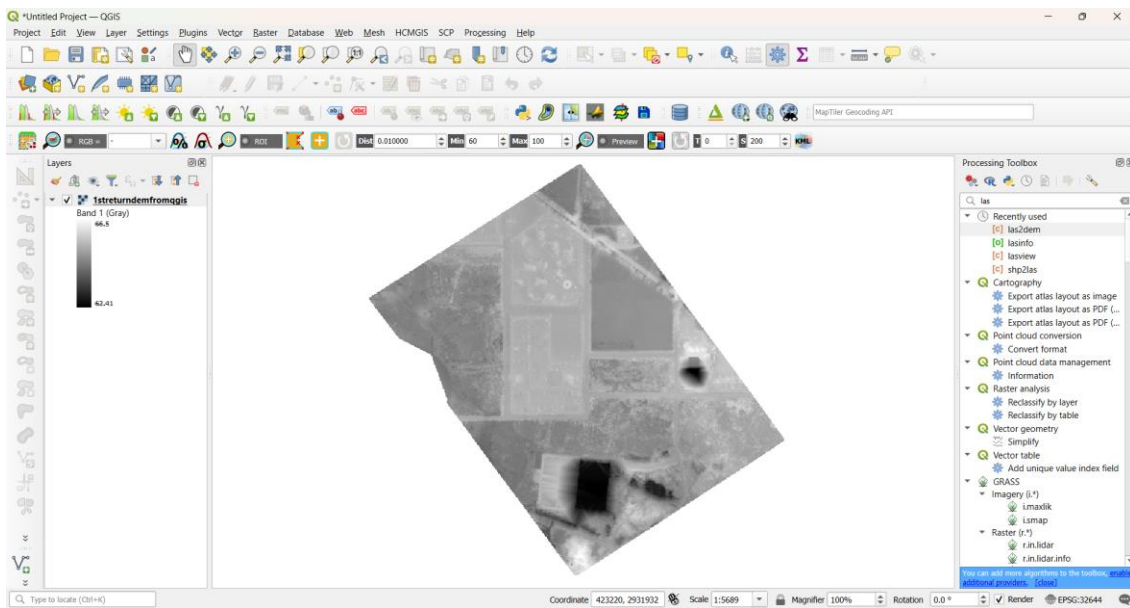 *Untitled Project — QGIS
Project Edit View Layer Settings Plugins Vector Raster Database Web Mesh HCMGIS SCP Processing Help
MapTiler Geocoding API
RGB = - ROI Dist 0.010000 Min 60 Max 100 Preview T 0 S 200 KML
Layers
1streturndemfromqgis
Band 1 (Gray)
66.5
62.41
Processing Toolbox
las
Recently used
las2dem
lasinfo
lasview
shp2las
Cartography
Export atlas layout as image
Export atlas layout as PDF (...
Export atlas layout as PDF (...
Point cloud conversion
Convert format
Point cloud data management
Information
Raster analysis
Reclassify by layer
Reclassify by table
Vector geometry
Simplify
Vector table
Add unique value index field
GRASS
Imagery (i.*)
i.maxlik
i.smap
Raster (r.*)
r.in.lidar
r.in.lidar.info
You can add more algorithms to the toolbox, enable
additional providers. [close]
Type to locate (Ctrl+K) Coordinate 423220, 2931932 Scale 1:5689 Magnifier 100% Rotation 0.0 ° Render EPSG:32644